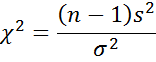 χ² = (n − 1)s² / σ²